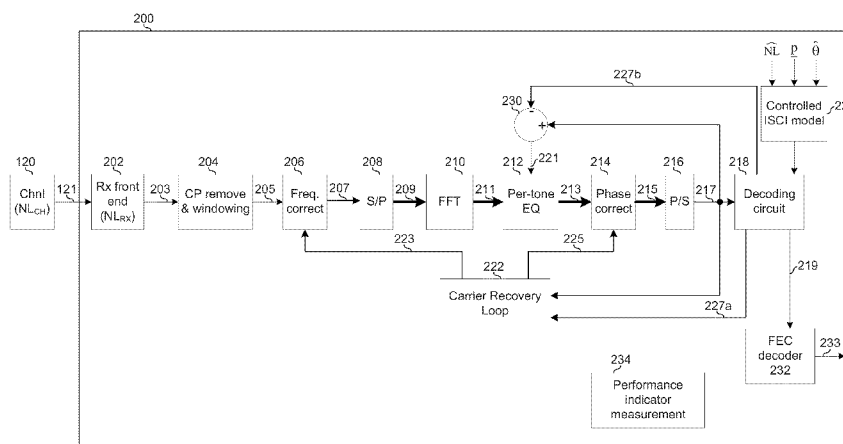 200
N̂L p θ̂
227b
230
-
+
Controlled
ISCI model
120
202
204
206
208
210
212
221
214
216
218
Chnl
(NLCH)
121
Rx front
end
(NLRX)
203
CP remove
& windowing
205
Freq.
correct
207
S/P
209
FFT
211
Per-tone
EQ
213
Phase
correct
215
P/S
217
Decoding
circuit
223
222
225
219
Carrier Recovery
Loop
227a
234
Performance
indicator
measurement
FEC
decoder
232
233